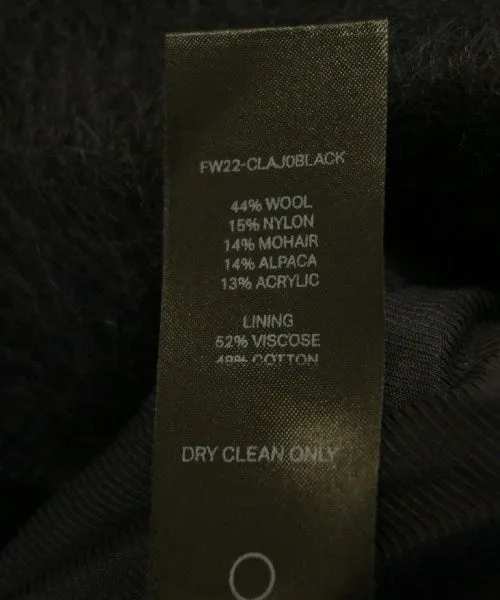 FW22-CLAJ0BLACK
44% WOOL
15% NYLON
14% MOHAIR
14% ALPACA
13% ACRYLIC
LINING
52% VISCOSE
48% COTTON
DRY CLEAN ONLY